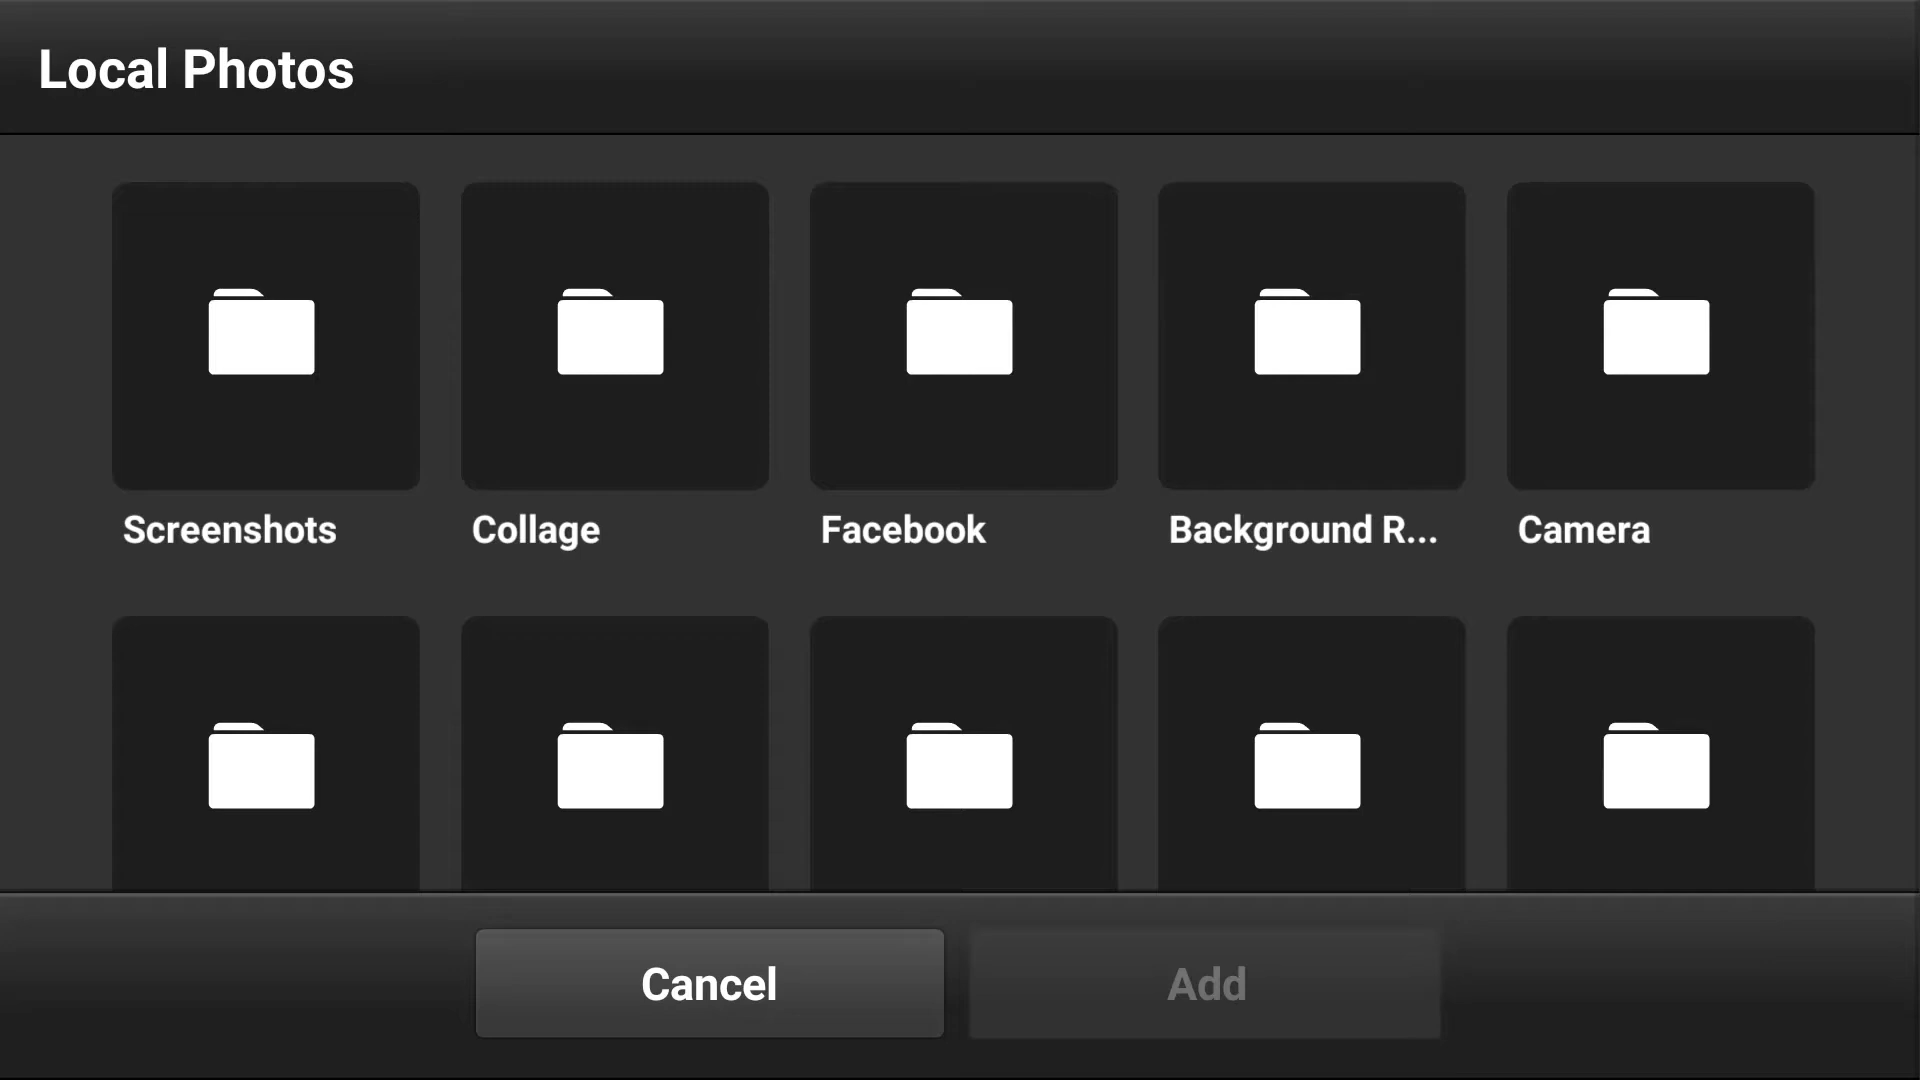 Local Photos
Screenshots
Collage
Facebook
Background R...
Camera
Cancel
Add